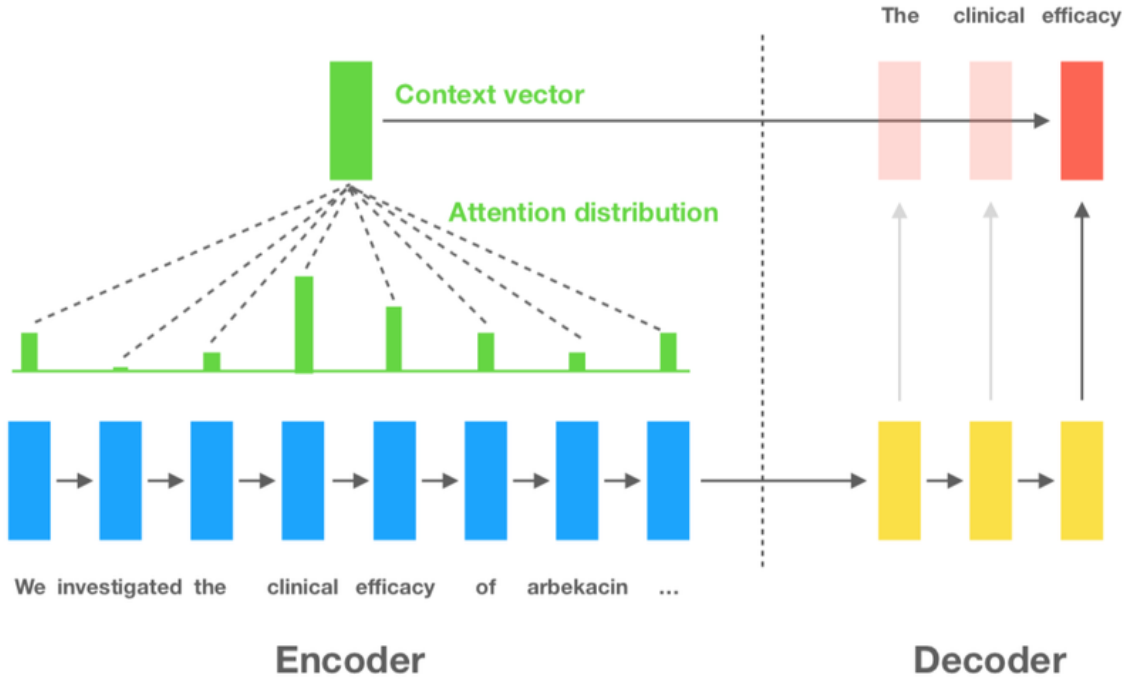 The clinical efficacy
Context vector
Attention distribution
We investigated the clinical efficacy of arbekacin ...
Encoder
Decoder